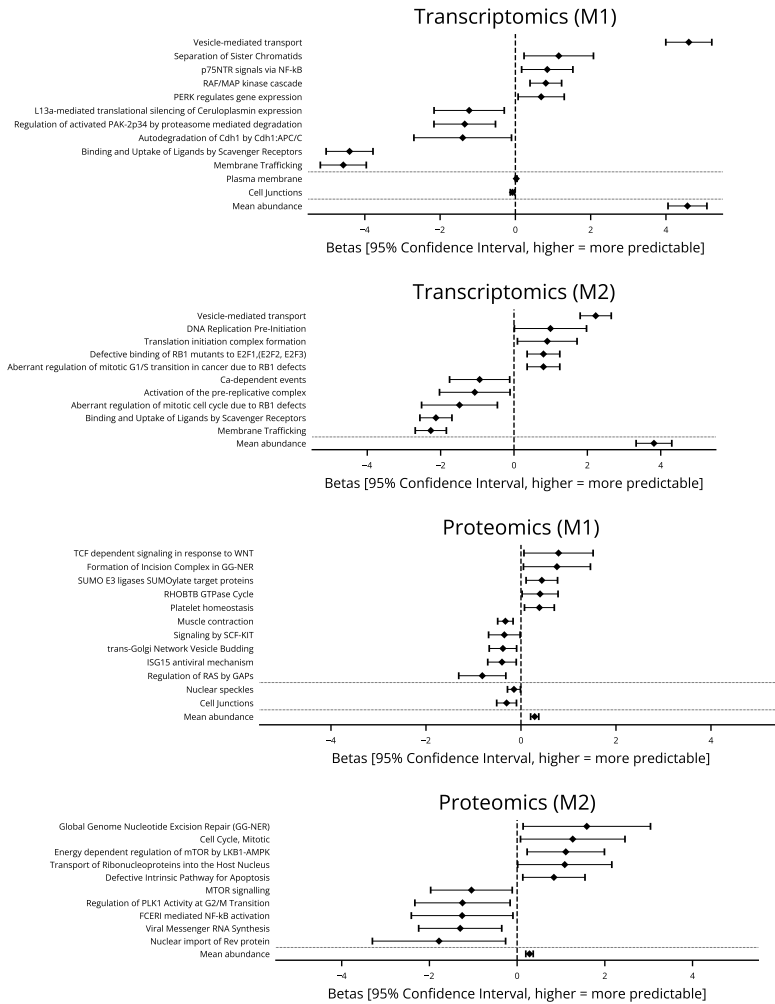 Transcriptomics (M1)
Vesicle-mediated transport
Separation of Sister Chromatids
p75NTR signals via NF-kB
RAF/MAP kinase cascade
PERK regulates gene expression
L13a-mediated translational silencing of Ceruloplasmin expression
Regulation of activated PAK-2p34 by proteasome mediated degradation
Autodegradation of Cdh1 by Cdh1:APC/C
Binding and Uptake of Ligands by Scavenger Receptors
Membrane Trafficking
Plasma membrane
Cell Junctions
Mean abundance
−4 −2 0 2 4
Betas [95% Confidence Interval, higher = more predictable]
Transcriptomics (M2)
Vesicle-mediated transport
DNA Replication Pre-Initiation
Translation initiation complex formation
Defective binding of RB1 mutants to E2F1,(E2F2, E2F3)
Aberrant regulation of mitotic G1/S transition in cancer due to RB1 defects
Ca-dependent events
Activation of the pre-replicative complex
Aberrant regulation of mitotic cell cycle due to RB1 defects
Binding and Uptake of Ligands by Scavenger Receptors
Membrane Trafficking
Mean abundance
−4 −2 0 2 4
Betas [95% Confidence Interval, higher = more predictable]
Proteomics (M1)
TCF dependent signaling in response to WNT
Formation of Incision Complex in GG-NER
SUMO E3 ligases SUMOylate target proteins
RHOBTB GTPase Cycle
Platelet homeostasis
Muscle contraction
Signaling by SCF-KIT
trans-Golgi Network Vesicle Budding
ISG15 antiviral mechanism
Regulation of RAS by GAPs
Nuclear speckles
Cell Junctions
Mean abundance
−4 −2 0 2 4
Betas [95% Confidence Interval, higher = more predictable]
Proteomics (M2)
Global Genome Nucleotide Excision Repair (GG-NER)
Cell Cycle, Mitotic
Energy dependent regulation of mTOR by LKB1-AMPK
Transport of Ribonucleoproteins into the Host Nucleus
Defective Intrinsic Pathway for Apoptosis
MTOR signalling
Regulation of PLK1 Activity at G2/M Transition
FCERI mediated NF-kB activation
Viral Messenger RNA Synthesis
Nuclear import of Rev protein
Mean abundance
−4 −2 0 2 4
Betas [95% Confidence Interval, higher = more predictable]